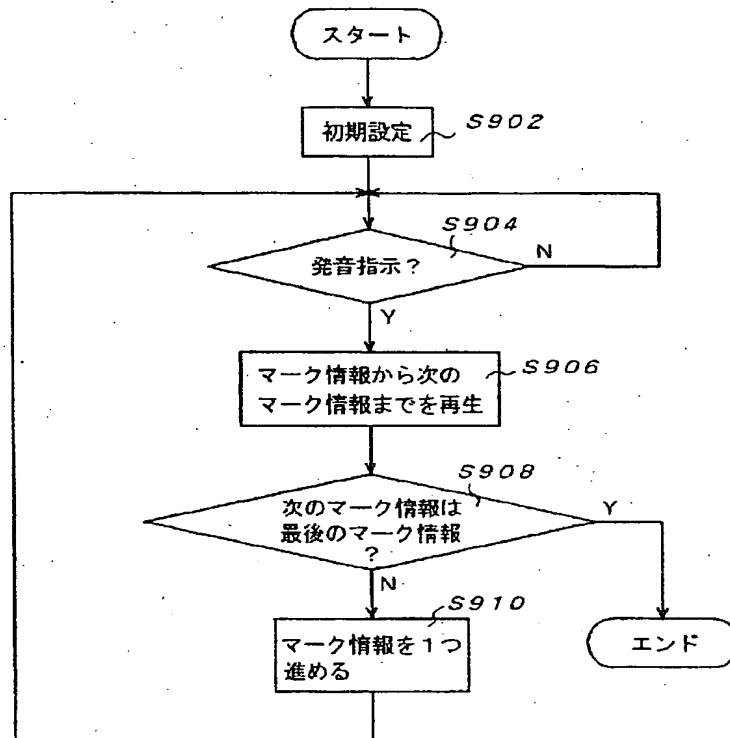 スタート
初期設定
S902
S904
発音指示?
N
Y
マーク情報から次の
マーク情報までを再生
S906
S908
次のマーク情報は
最後のマーク情報
?
Y
N
S910
マーク情報を1つ
進める
エンド